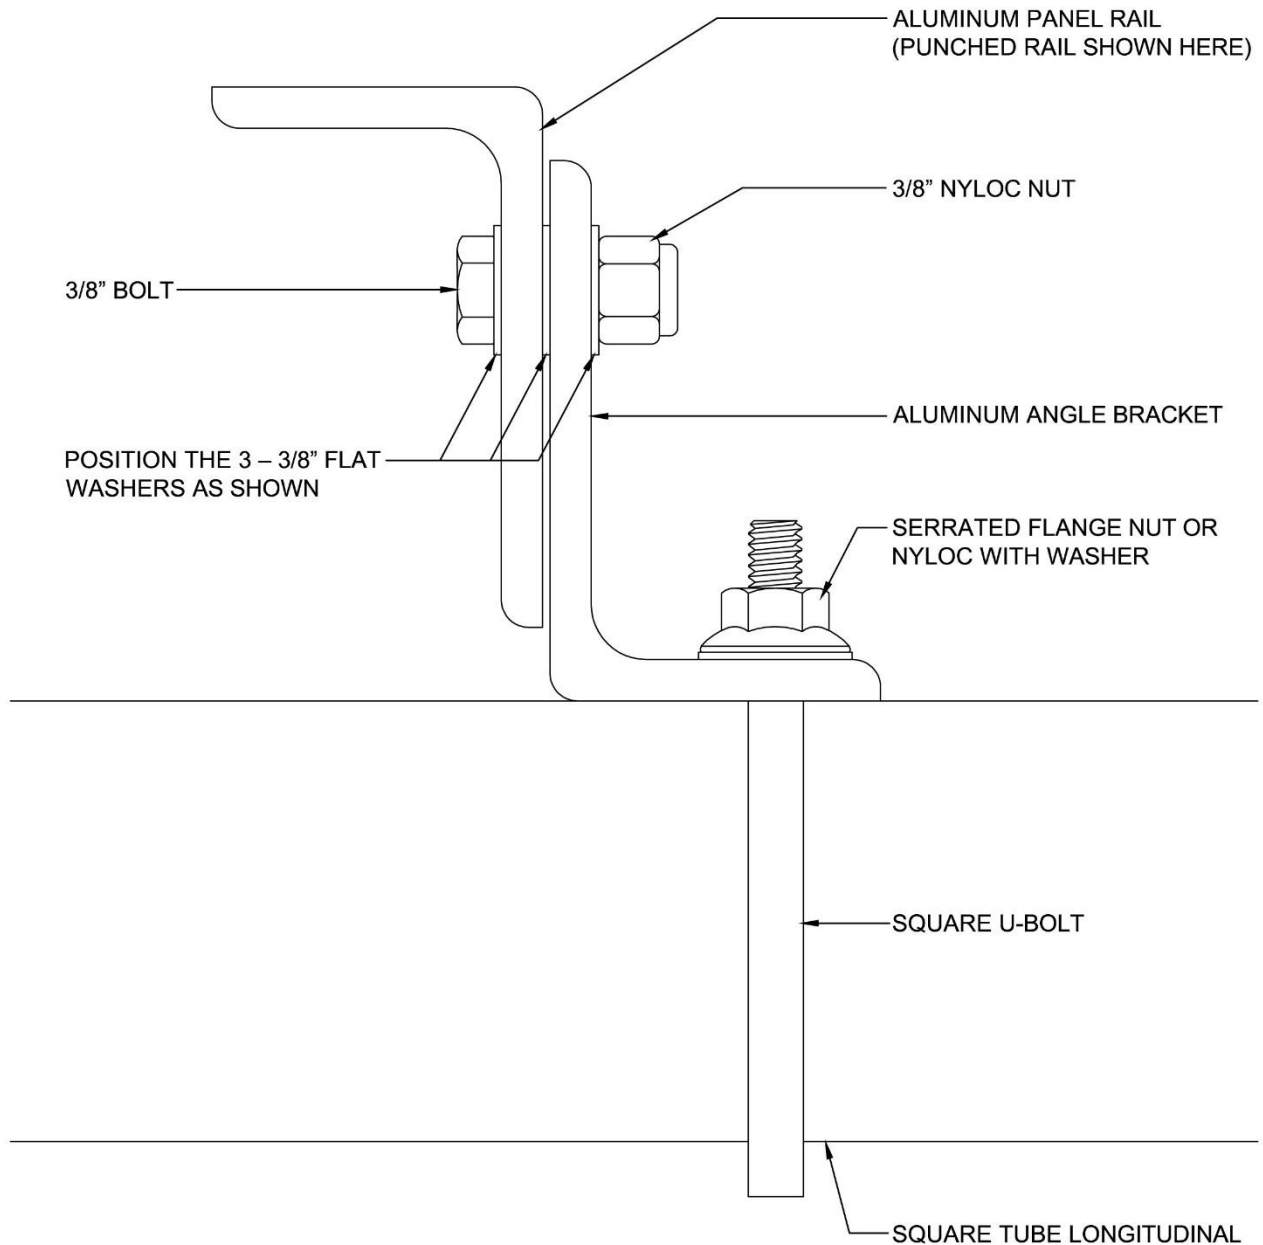 ALUMINUM PANEL RAIL
(PUNCHED RAIL SHOWN HERE)
3/8” NYLOC NUT
3/8” BOLT
ALUMINUM ANGLE BRACKET
POSITION THE 3 – 3/8” FLAT
WASHERS AS SHOWN
SERRATED FLANGE NUT OR
NYLOC WITH WASHER
SQUARE U-BOLT
SQUARE TUBE LONGITUDINAL